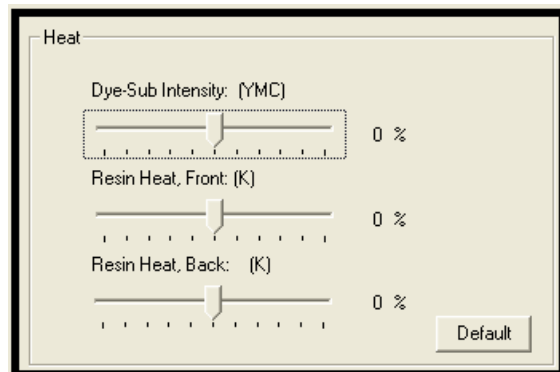 Heat
Dye-Sub Intensity: (YMC)
0 %
Resin Heat, Front: (K)
0 %
Resin Heat, Back: (K)
0 %
Default